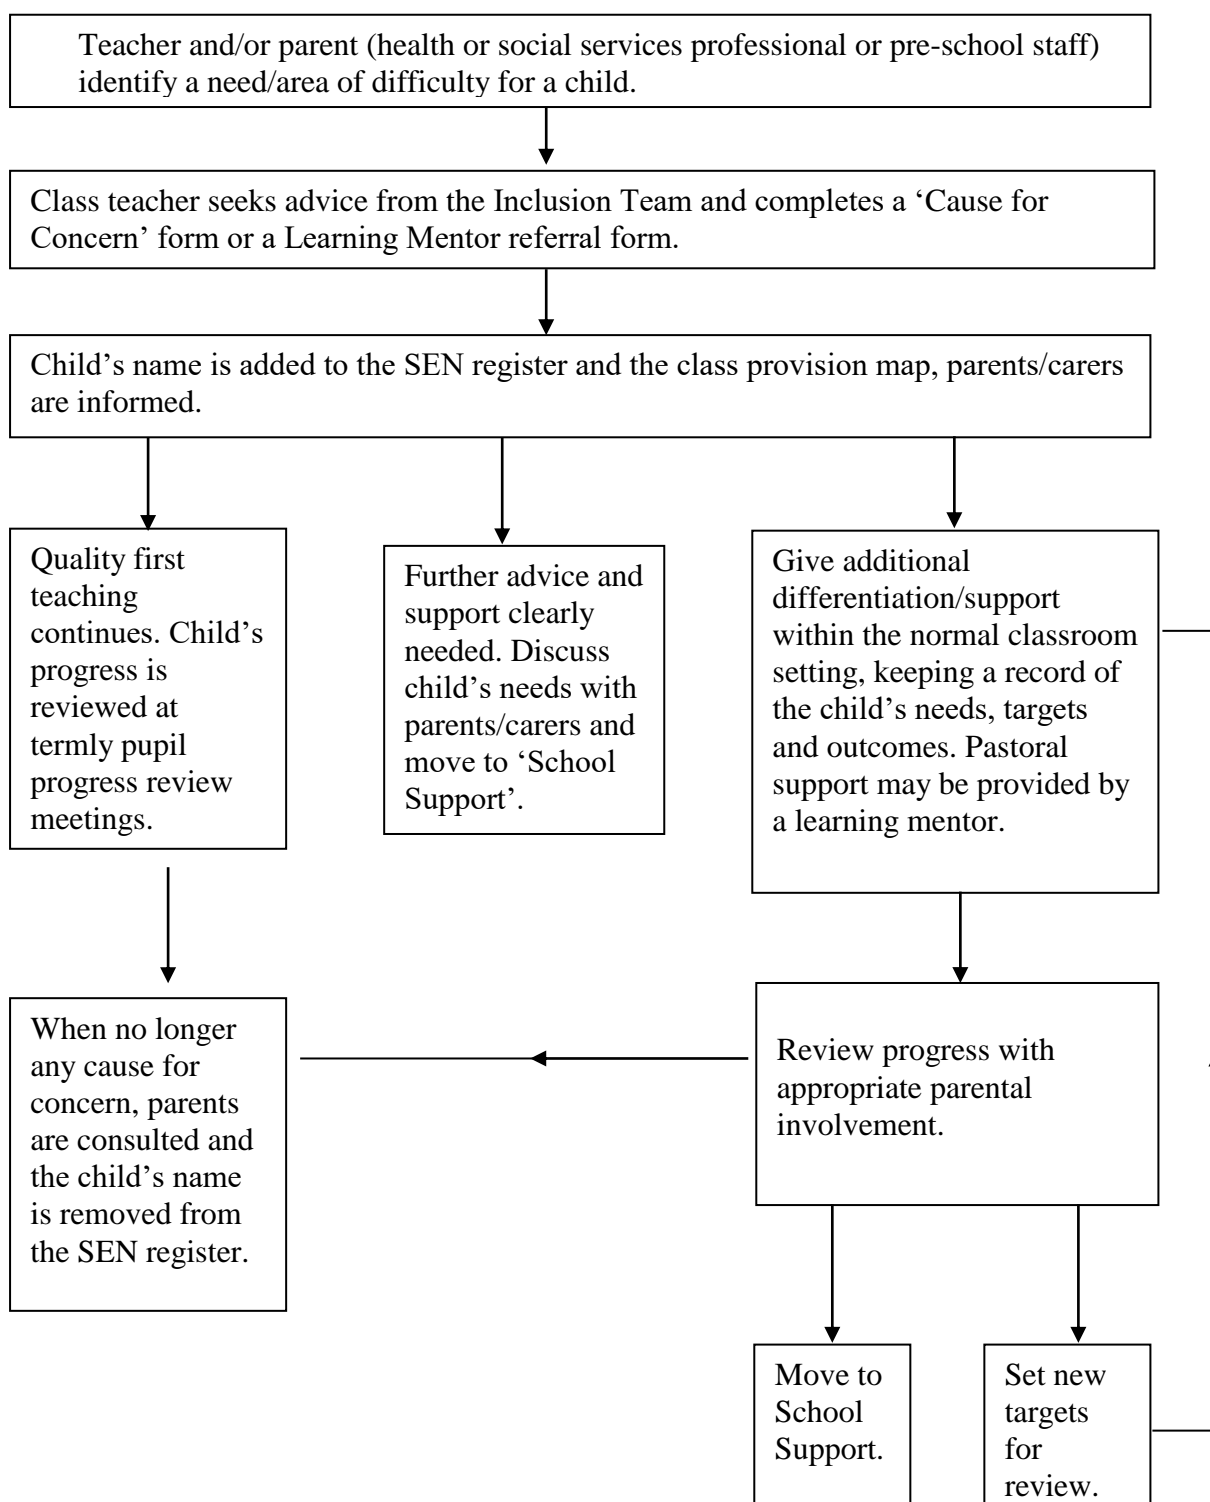 Teacher and/or parent (health or social services professional or pre-school staff)
identify a need/area of difficulty for a child.
Class teacher seeks advice from the Inclusion Team and completes a ‘Cause for
Concern’ form or a Learning Mentor referral form.
Child’s name is added to the SEN register and the class provision map, parents/carers
are informed.
Quality first
teaching
continues. Child’s
progress is
reviewed at
termly pupil
progress review
meetings.
Further advice and
support clearly
needed. Discuss
child’s needs with
parents/carers and
move to ‘School
Support’.
Give additional
differentiation/support
within the normal classroom
setting, keeping a record of
the child’s needs, targets
and outcomes. Pastoral
support may be provided by
a learning mentor.
When no longer
any cause for
concern, parents
are consulted and
the child’s name
is removed from
the SEN register.
Review progress with
appropriate parental
involvement.
Move to
School
Support.
Set new
targets
for
review.